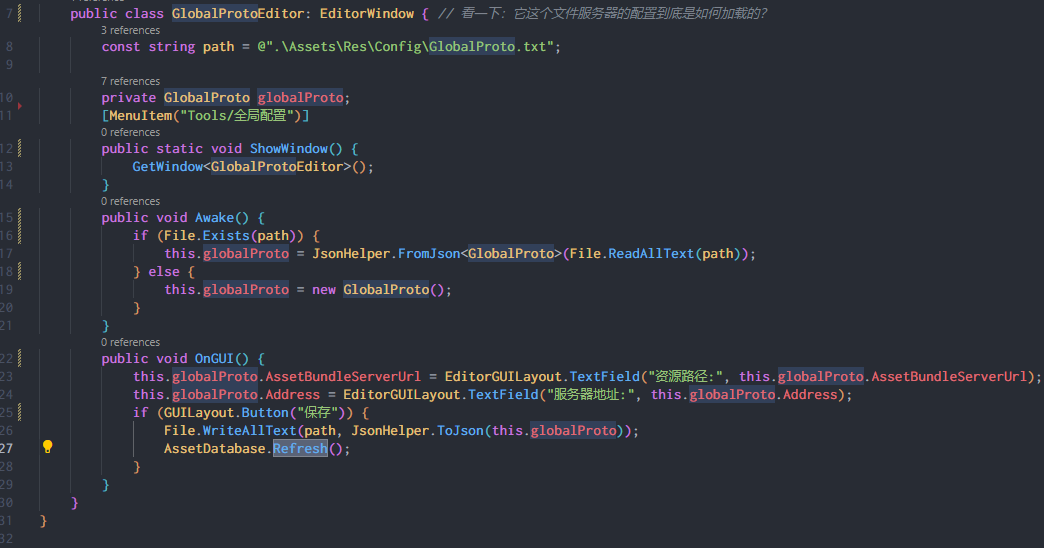 7 public class GlobalProtoEditor: EditorWindow { // 看一下: 它这个文件服务器的配置到底是如何加载的?
3 references
8 const string path = @".\Assets\Res\Config\GlobalProto.txt";
9
7 references
10 private GlobalProto globalProto;
11 [MenuItem("Tools/全局配置")]
0 references
12 public static void ShowWindow() {
13 GetWindow<GlobalProtoEditor>();
14 }
0 references
15 public void Awake() {
16 if (File.Exists(path)) {
17 this.globalProto = JsonHelper.FromJson<GlobalProto>(File.ReadAllText(path));
18 } else {
19 this.globalProto = new GlobalProto();
20 }
21 }
0 references
22 public void OnGUI() {
23 this.globalProto.AssetBundleServerUrl = EditorGUILayout.TextField("资源路径:", this.globalProto.AssetBundleServerUrl);
24 this.globalProto.Address = EditorGUILayout.TextField("服务器地址:", this.globalProto.Address);
25 if (GUILayout.Button("保存")) {
26 File.WriteAllText(path, JsonHelper.ToJson(this.globalProto));
27 AssetDatabase.Refresh();
28 }
29 }
30 }
31 }
32